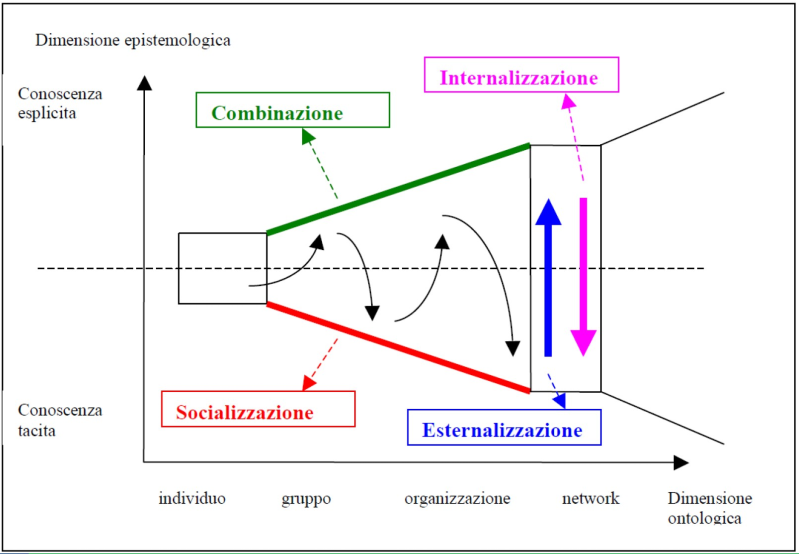 Dimensione epistemologica
Conoscenza
esplicita
Internalizzazione
Combinazione
Socializzazione
Esternalizzazione
Conoscenza
tacita
individuo
gruppo
organizzazione
network
Dimensione
ontologica